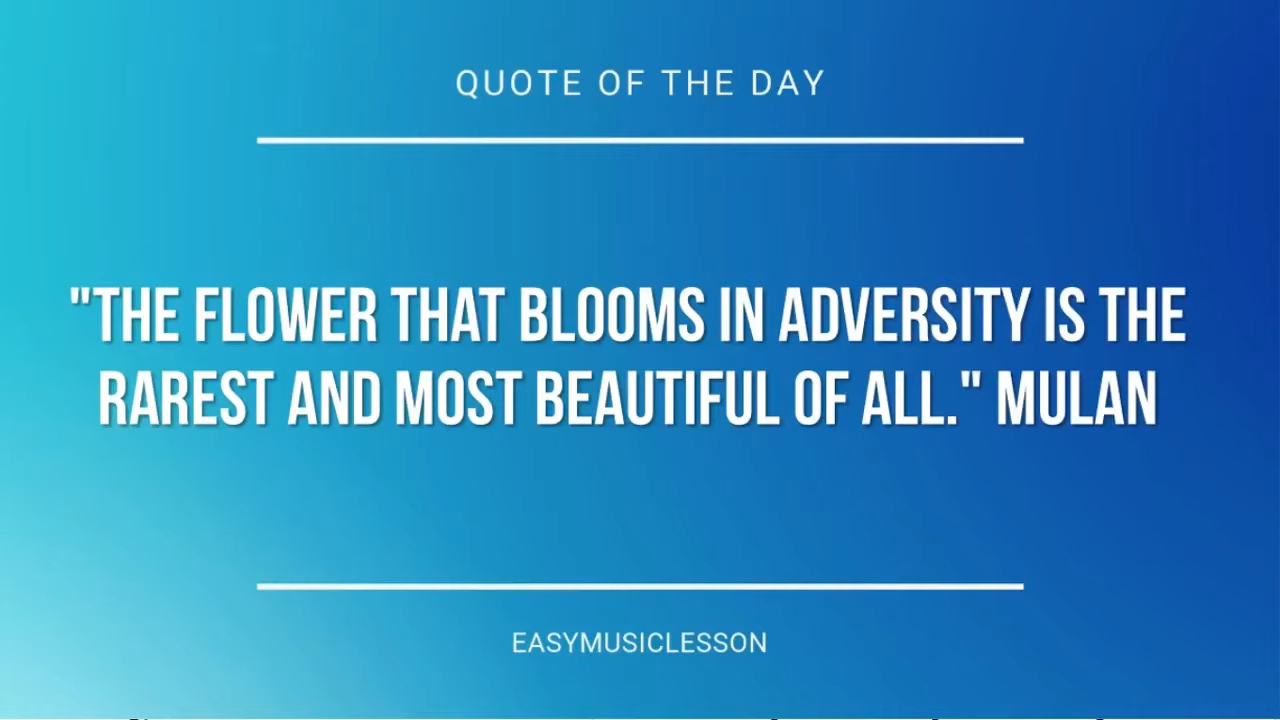 QUOTE OF THE DAY
"THE FLOWER THAT BLOOMS IN ADVERSITY IS THE
RAREST AND MOST BEAUTIFUL OF ALL." MULAN
EASYMUSICLESSON